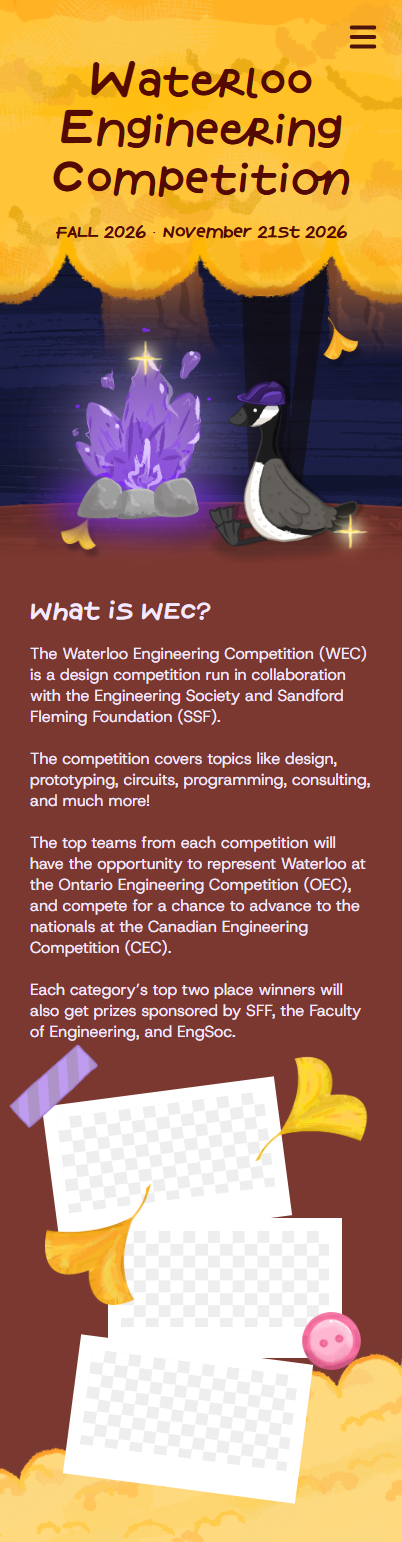 Waterloo
Engineering
Competition
FALL 2026 · November 21st 2026
What is WEC?
The Waterloo Engineering Competition (WEC)
is a design competition run in collaboration
with the Engineering Society and Sandford
Fleming Foundation (SSF).
The competition covers topics like design,
prototyping, circuits, programming, consulting,
and much more!
The top teams from each competition will
have the opportunity to represent Waterloo at
the Ontario Engineering Competition (OEC),
and compete for a chance to advance to the
nationals at the Canadian Engineering
Competition (CEC).
Each category’s top two place winners will
also get prizes sponsored by SFF, the Faculty
of Engineering, and EngSoc.